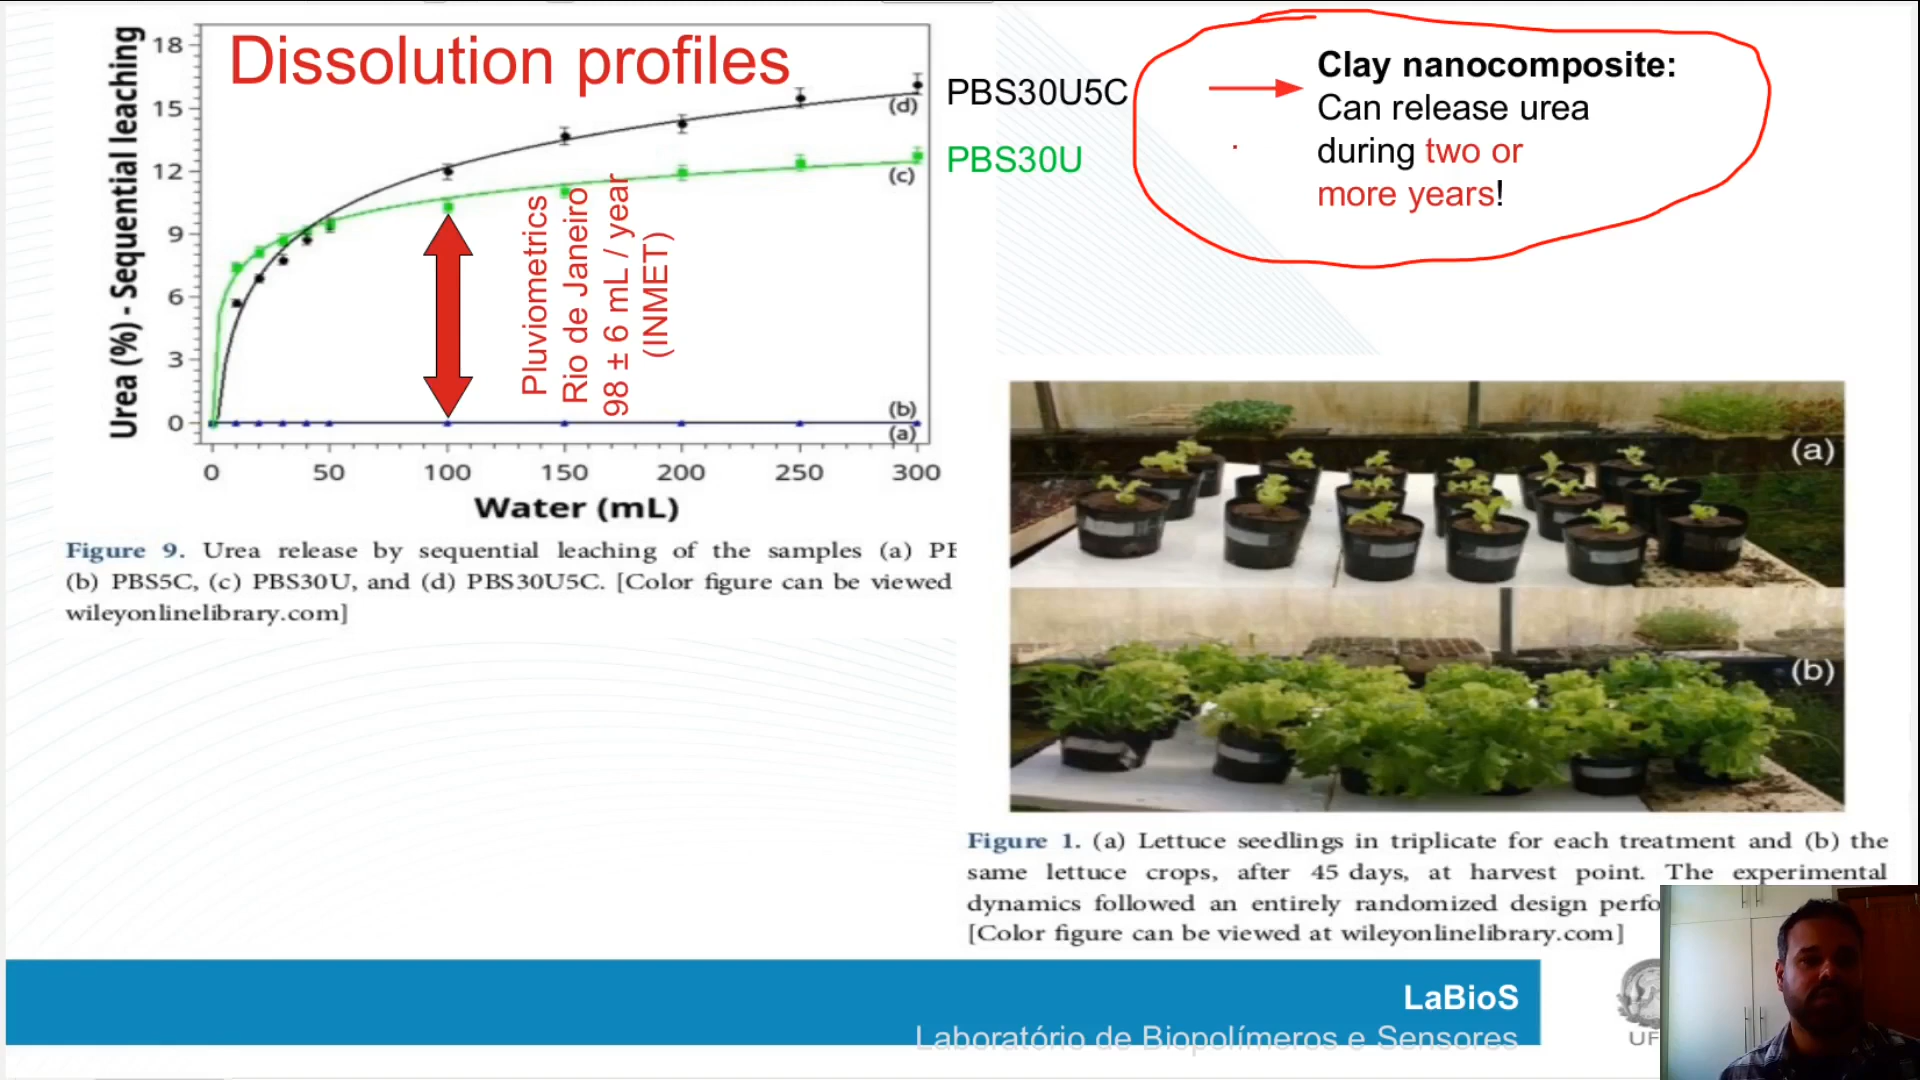 Dissolution profiles
Urea (%) - Sequential leaching
18
15
12
9
6
3
0
0 50 100 150 200 250 300
Water (mL)
(d)
(c)
(b)
(a)
Pluviometrics
Rio de Janeiro
98 ± 6 mL / year
(INMET)
PBS30U5C
PBS30U
Clay nanocomposite:
Can release urea
during two or
more years!
Figure 9. Urea release by sequential leaching of the samples (a)
(b) PBS5C, (c) PBS30U, and (d) PBS30U5C. [Color figure can be viewed
wileyonlinelibrary.com]
(a)
(b)
Figure 1. (a) Lettuce seedlings in triplicate for each treatment and (b) the
same lettuce crops, after 45 days, at harvest point. The experimental
dynamics followed an entirely randomized design
[Color figure can be viewed at wileyonlinelibrary.com]
LaBioS
Laboratório de Biopolímeros e Sensores